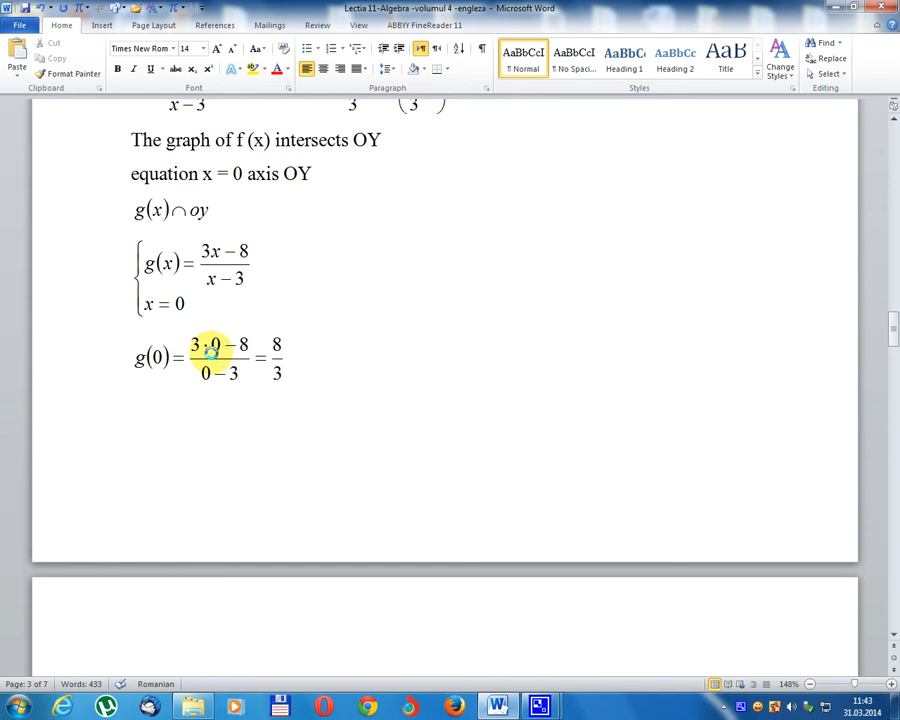 Lectia 11-Algebra -volumul 4 -engleza - Microsoft Word
File Home Insert Page Layout References Mailings Review View ABBYY FineReader 11
Paste Cut Copy Format Painter Clipboard
Times New Rom 14 Aa B I U abc x₂ x² A A Font
Paragraph
AaBbCcI AaBbCcI AaBbC AaBbCc AaB
¶ Normal ¶ No Spaci... Heading 1 Heading 2 Title Change Styles Styles
Find Replace Select Editing
x−3 3 (3 )
The graph of f (x) intersects OY
equation x = 0 axis OY
g(x)∩oy
{ g(x) = (3x−8)/(x−3)
x = 0
g(0) = (3·0−8)/(0−3) = 8/3
Page: 3 of 7 Words: 433 Romanian 148%
11:43
31.03.2014